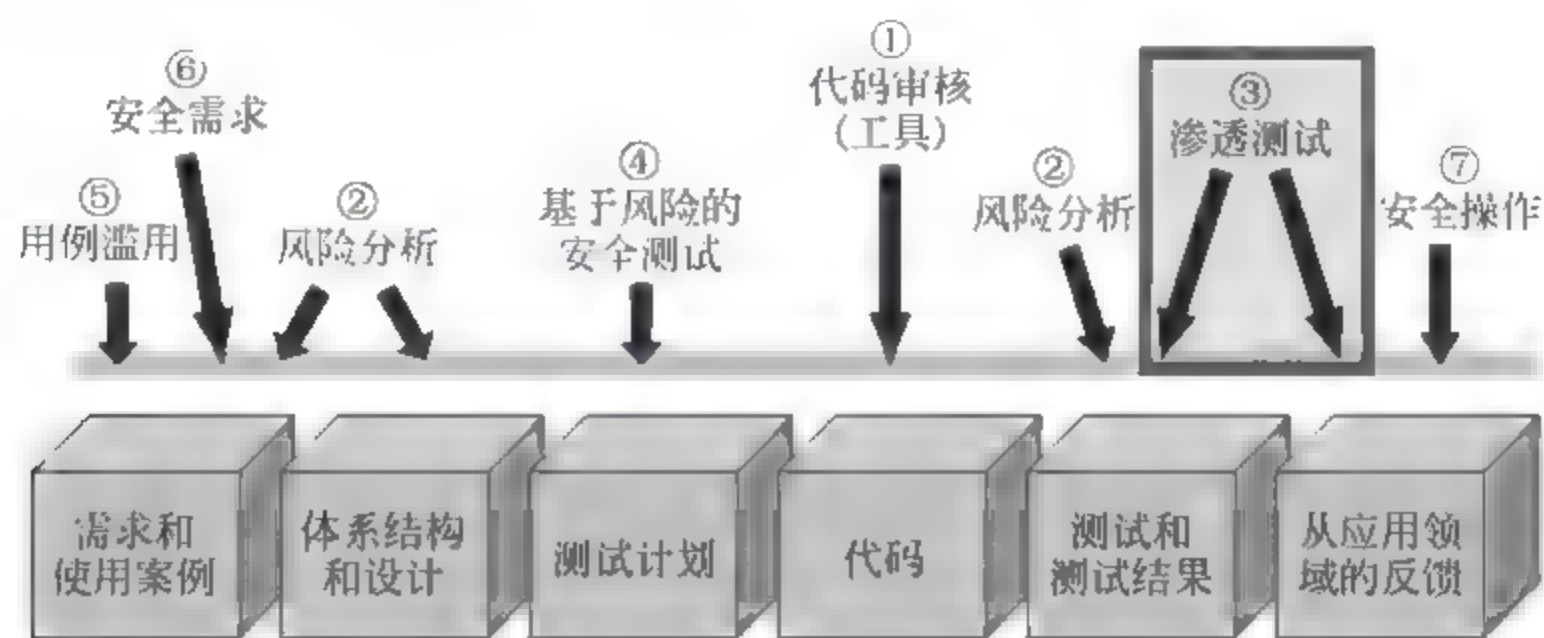 ⑥
安全需求
⑤
用例滥用
②
风险分析
④
基于风险的
安全测试
①
代码审核
(工具)
②
风险分析
③
渗透测试
⑦
安全操作
需求和
使用案例
体系结构
和设计
测试计划
代码
测试和
测试结果
从应用领
域的反馈